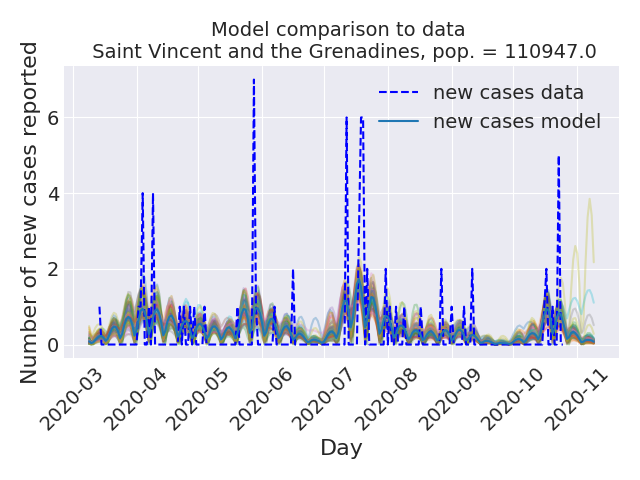 Model comparison to data
Saint Vincent and the Grenadines, pop. = 110947.0
Number of new cases reported
6
4
2
0
new cases data
new cases model
2020-03
2020-04
2020-05
2020-06
2020-07
2020-08
2020-09
2020-10
2020-11
Day